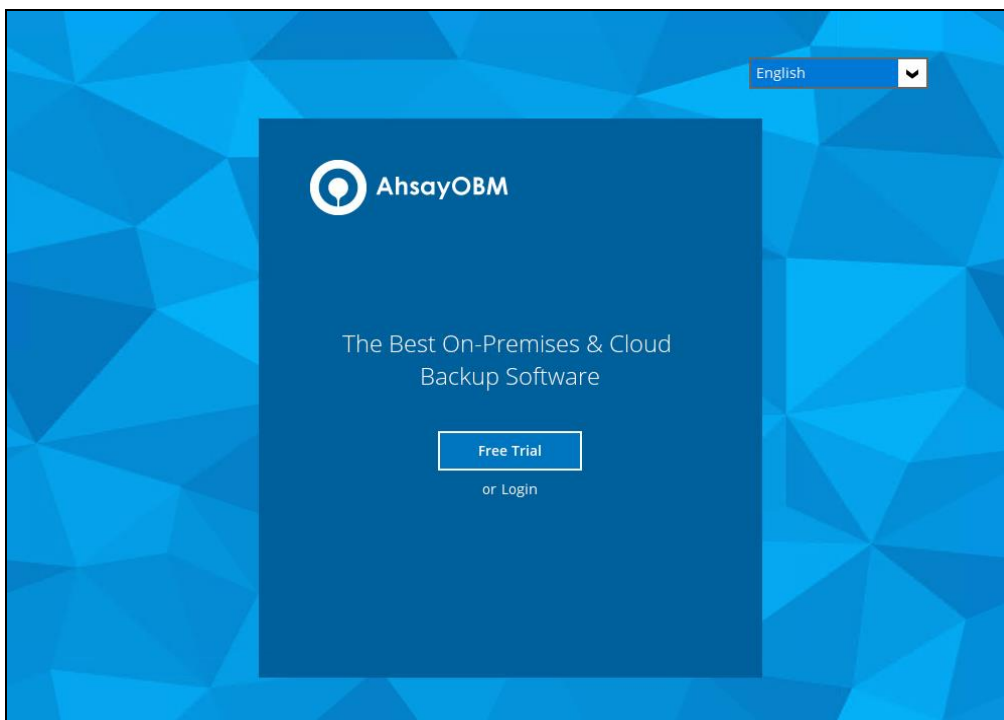 English
AhsayOBM
The Best On-Premises & Cloud
Backup Software
Free Trial
or Login